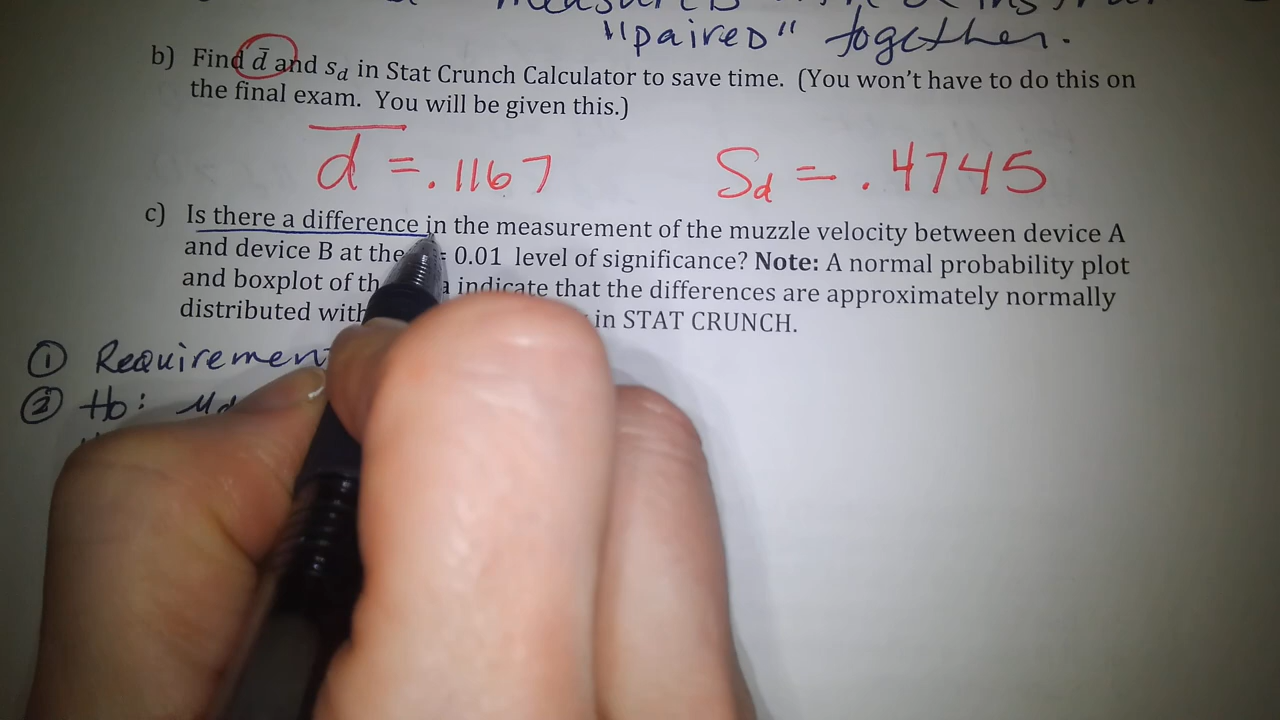 measures
"paired" together.
b) Find d̄ and s_d in Stat Crunch Calculator to save time. (You won't have to do this on
the final exam. You will be given this.)
d̄ = .1167 S_d = .4745
c) Is there a difference in the measurement of the muzzle velocity between device A
and device B at the = 0.01 level of significance? Note: A normal probability plot
and boxplot of indicate that the differences are approximately normally
distributed with in STAT CRUNCH.
① Requiremen
② Ho: μd